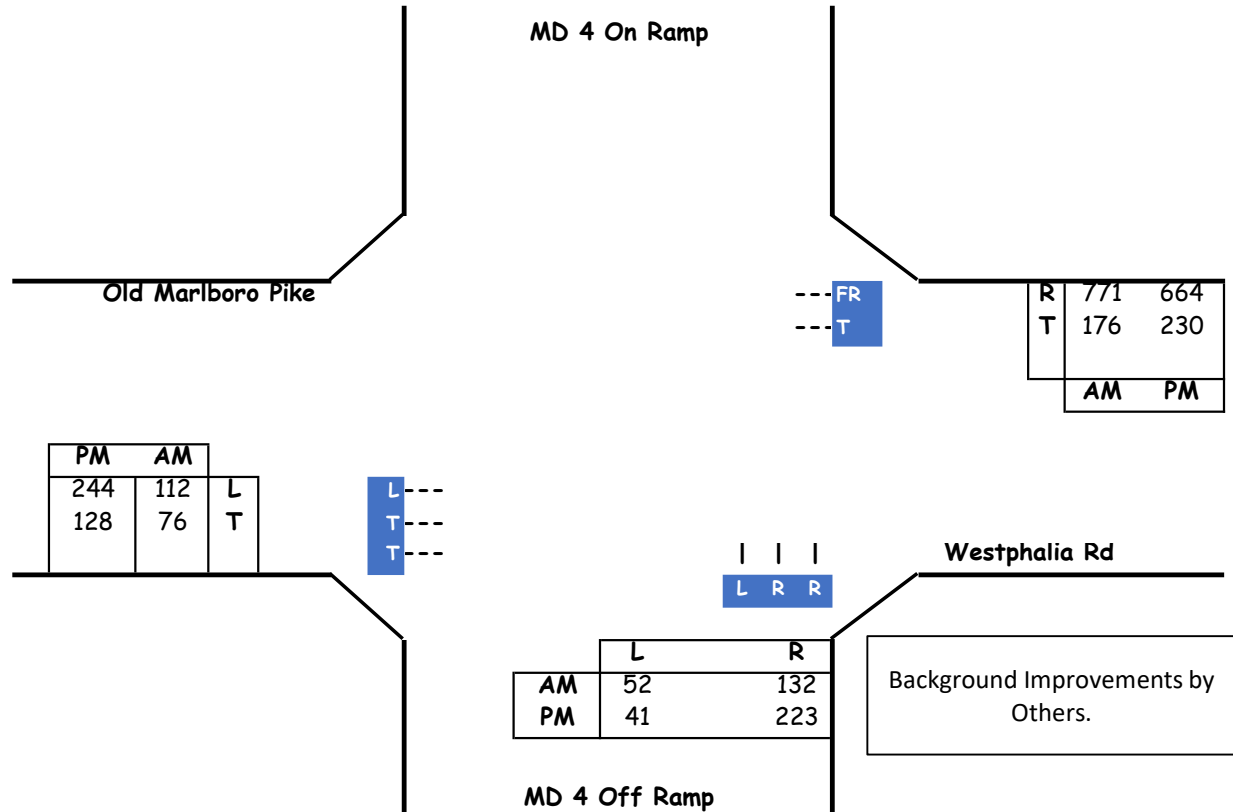 MD 4 On Ramp
Old Marlboro Pike
FR
T
R 771 664
T 176 230
AM PM
PM AM
244 112 L
128 76 T
L
T
T
Westphalia Rd
L R R
L R
AM 52 132
PM 41 223
Background Improvements by
Others.
MD 4 Off Ramp